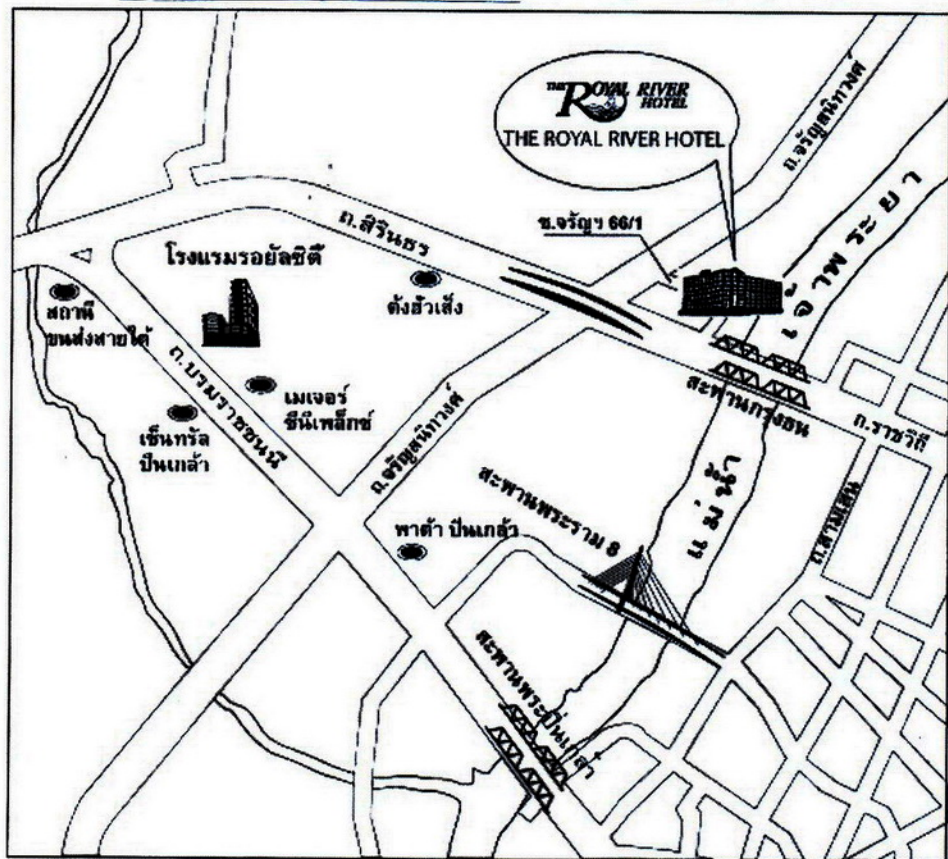 THE ROYAL RIVER
HOTEL
THE ROYAL RIVER HOTEL
ถ.จรัญสนิทวงศ์
ซ.จรัญฯ 66/1
ถ.สิรินธร
โรงแรมรอยัลซิตี้
ตั้งฮั่วเส็ง
สถานี
ขนส่งสายใต้
แม่น้ำ
เจ้าพระยา
เมเจอร์
ซีนีเพล็กซ์
เซ็นทรัล
ปิ่นเกล้า
ถ.บรมราชชนนี
ถ.จรัญสนิทวงศ์
สะพานกรุงธน
ถ.ราชวิถี
ถ.สามเสน
สะพานพระราม 8
พาต้า ปิ่นเกล้า
สะพานพระปิ่นเกล้า